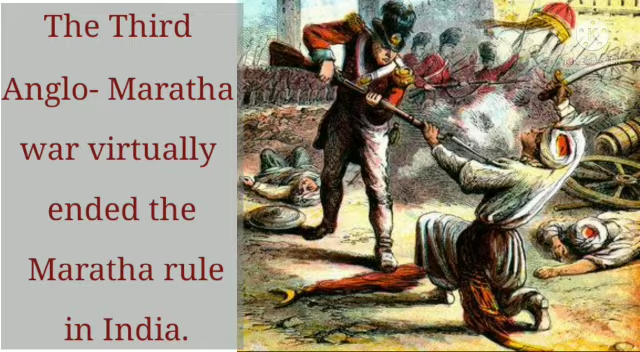 The Third
Anglo- Maratha
war virtually
ended the
Maratha rule
in India.